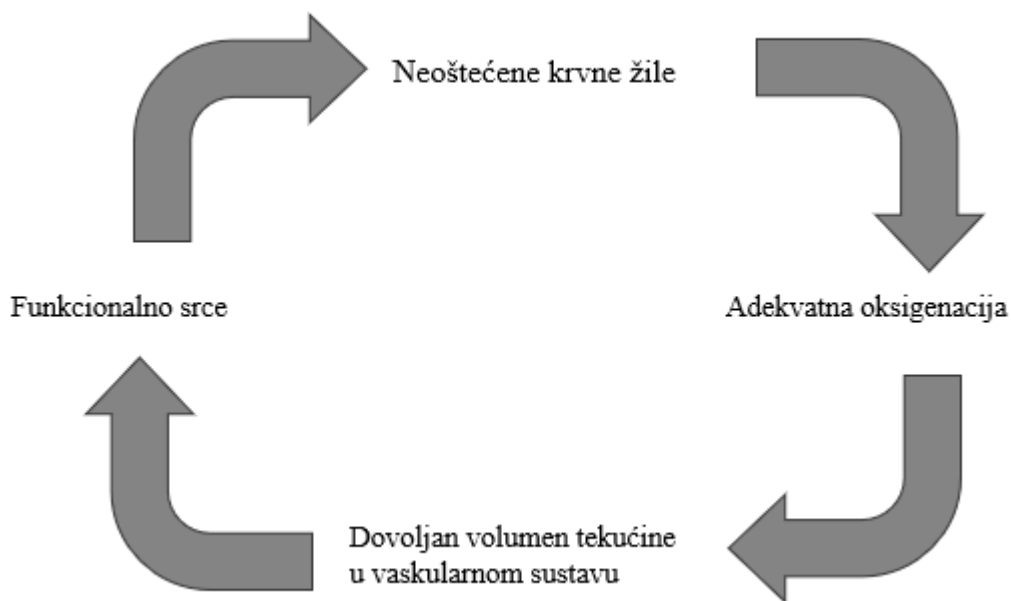 Neoštećene krvne žile
Funkcionalno srce
Adekvatna oksigenacija
Dovoljan volumen tekućine
u vaskularnom sustavu